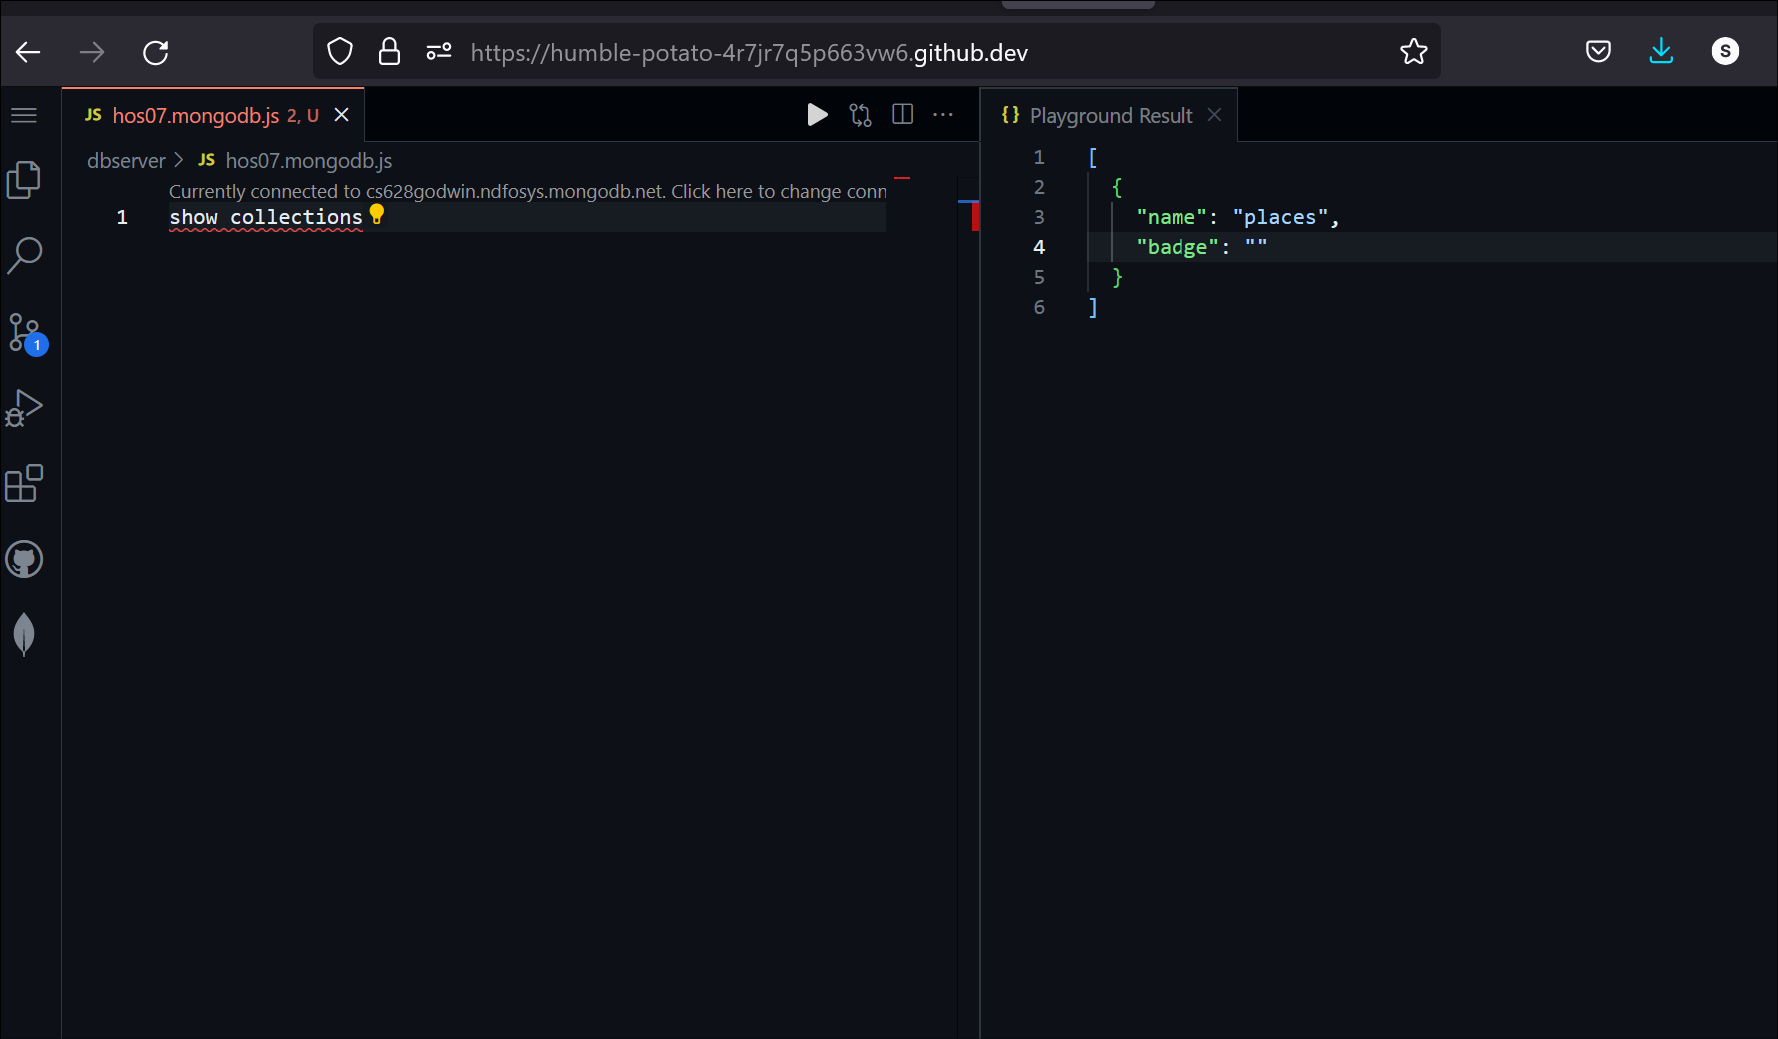 https://humble-potato-4r7jr7q5p663vw6.github.dev
S
JS hos07.mongodb.js 2, U
{} Playground Result
dbserver > JS hos07.mongodb.js
Currently connected to cs628godwin.ndfosys.mongodb.net. Click here to change conn
1 show collections
1
1 [
2 {
3 "name": "places",
4 "badge": ""
5 }
6 ]